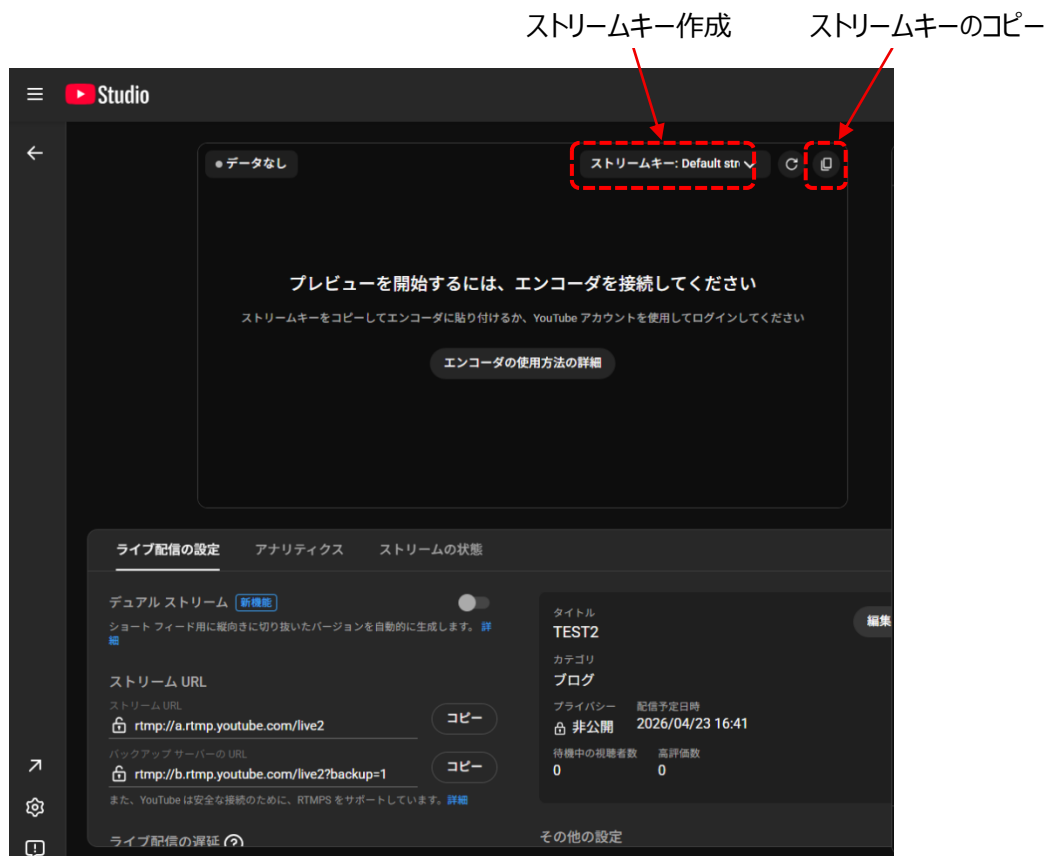 ストリームキー作成
ストリームキーのコピー
Studio
データなし
ストリームキー: Default stre
プレビューを開始するには、エンコーダを接続してください
ストリームキーをコピーしてエンコーダに貼り付けるか、YouTube アカウントを使用してログインしてください
エンコーダの使用方法の詳細
ライブ配信の設定
アナリティクス
ストリームの状態
デュアル ストリーム 新機能
ショート フィード用に縦向きに切り抜いたバージョンを自動的に生成します。 詳
細
ストリーム URL
ストリーム URL
rtmp://a.rtmp.youtube.com/live2
コピー
バックアップ サーバーの URL
rtmp://b.rtmp.youtube.com/live2?backup=1
コピー
また、YouTube は安全な接続のために、RTMPS をサポートしています。詳細
ライブ配信の遅延
タイトル
TEST2
編集
カテゴリ
ブログ
プライバシー
非公開
配信予定日時
2026/04/23 16:41
待機中の視聴者数
0
高評価数
0
その他の設定